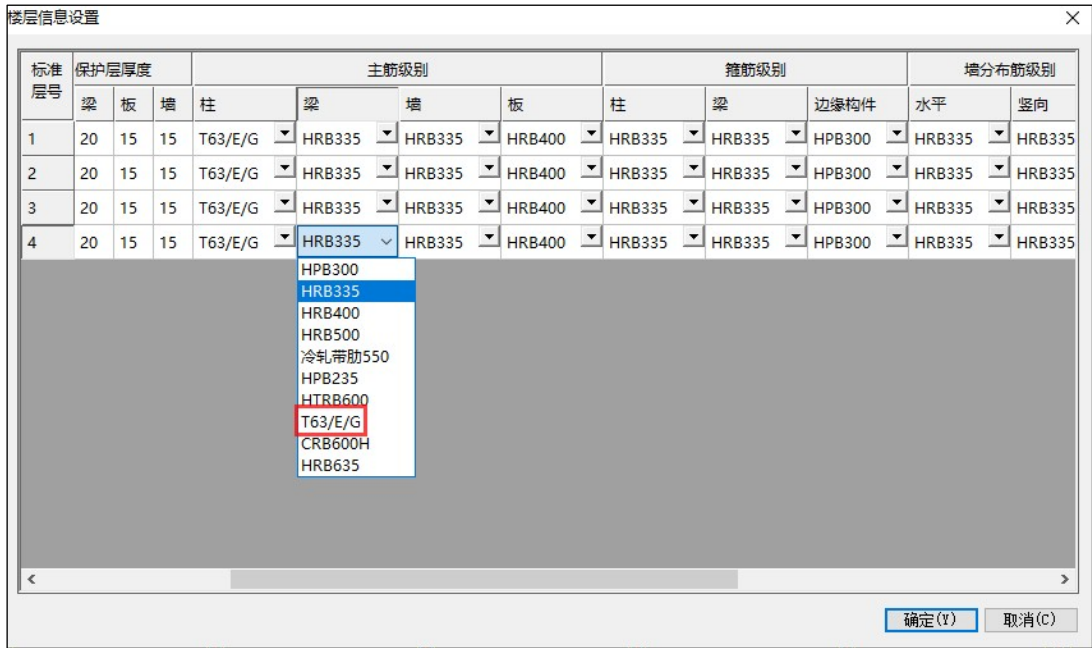 楼层信息设置
标准层号 保护层厚度 主筋级别 箍筋级别 墙分布筋级别
梁 板 墙 柱 梁 墙 板 柱 梁 边缘构件 水平 竖向
1 20 15 15 T63/E/G HRB335 HRB335 HRB400 HRB335 HRB335 HPB300 HRB335 HRB335
2 20 15 15 T63/E/G HRB335 HRB335 HRB400 HRB335 HRB335 HPB300 HRB335 HRB335
3 20 15 15 T63/E/G HRB335 HRB335 HRB400 HRB335 HRB335 HPB300 HRB335 HRB335
4 20 15 15 T63/E/G HRB335 HRB335 HRB400 HRB335 HRB335 HPB300 HRB335 HRB335
HPB300
HRB335
HRB400
HRB500
冷轧带肋550
HPB235
HTRB600
T63/E/G
CRB600H
HRB635
确定(Y) 取消(C)